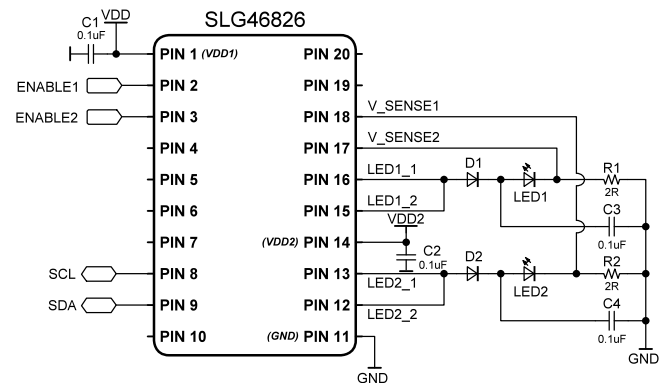 SLG46826
C1
0.1uF
VDD
PIN 1 (VDD1)
PIN 20
ENABLE1
PIN 2
PIN 19
ENABLE2
PIN 3
PIN 18
V_SENSE1
PIN 4
PIN 17
V_SENSE2
PIN 5
PIN 16
LED1_1
D1
LED1
R1
2R
PIN 6
PIN 15
LED1_2
C3
0.1uF
VDD2
PIN 7
(VDD2) PIN 14
C2
0.1uF
SCL
PIN 8
PIN 13
LED2_1
D2
LED2
R2
2R
SDA
PIN 9
PIN 12
LED2_2
C4
0.1uF
PIN 10
(GND) PIN 11
GND
GND